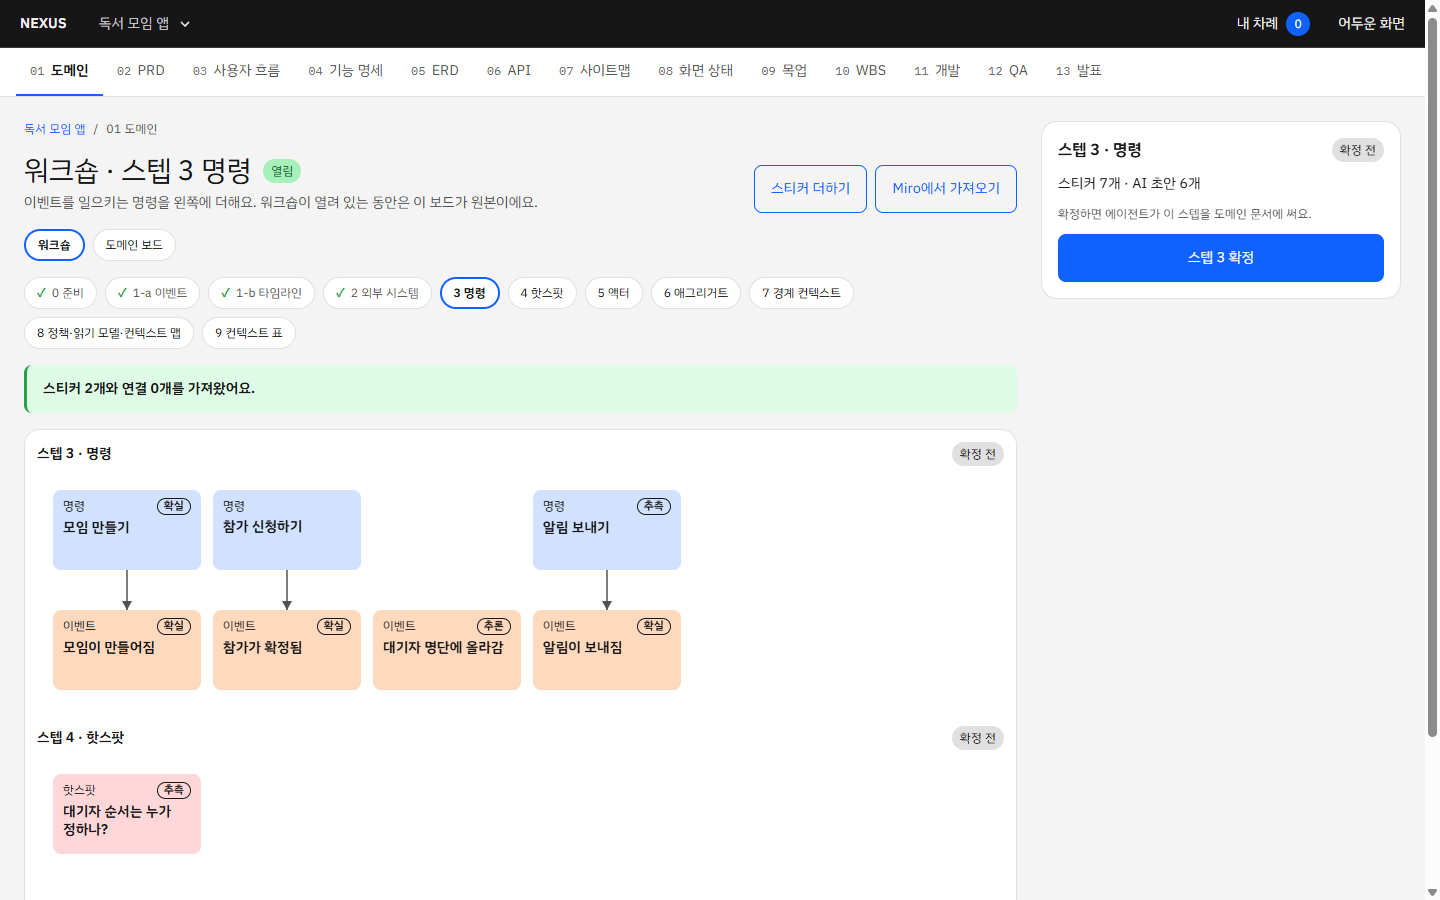 NEXUS 독서 모임 앱 내 차례 0 어두운 화면
01 도메인 02 PRD 03 사용자 흐름 04 기능 명세 05 ERD 06 API 07 사이트맵 08 화면 상태 09 목업 10 WBS 11 개발 12 QA 13 발표
독서 모임 앱 / 01 도메인
워크숍 · 스텝 3 명령 열림
이벤트를 일으키는 명령을 왼쪽에 더해요. 워크숍이 열려 있는 동안은 이 보드가 원본이에요.
스티커 더하기 Miro에서 가져오기
워크숍 도메인 보드
✓ 0 준비 ✓ 1-a 이벤트 ✓ 1-b 타임라인 ✓ 2 외부 시스템 3 명령 4 핫스팟 5 액터 6 애그리거트 7 경계 컨텍스트
8 정책·읽기 모델·컨텍스트 맵 9 컨텍스트 표
스티커 2개와 연결 0개를 가져왔어요.
스텝 3 · 명령 확정 전
명령 확실 명령 명령 추측
모임 만들기 참가 신청하기 알림 보내기
이벤트 확실 이벤트 확실 이벤트 추론 이벤트 확실
모임이 만들어짐 참가가 확정됨 대기자 명단에 올라감 알림이 보내짐
스텝 4 · 핫스팟 확정 전
핫스팟 추측
대기자 순서는 누가
정하나?
스텝 3 · 명령 확정 전
스티커 7개 · AI 초안 6개
확정하면 에이전트가 이 스텝을 도메인 문서에 써요.
스텝 3 확정